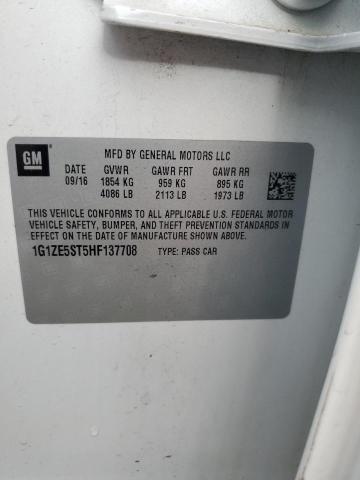 GM
MFD BY GENERAL MOTORS LLC
DATE GVWR GAWR FRT GAWR RR
09/16 1854 KG 959 KG 895 KG
4086 LB 2113 LB 1973 LB
THIS VEHICLE CONFORMS TO ALL APPLICABLE U.S. FEDERAL MOTOR
VEHICLE SAFETY, BUMPER, AND THEFT PREVENTION STANDARDS
IN EFFECT ON THE DATE OF MANUFACTURE SHOWN ABOVE.
1G1ZE5ST5HF137708 TYPE: PASS CAR